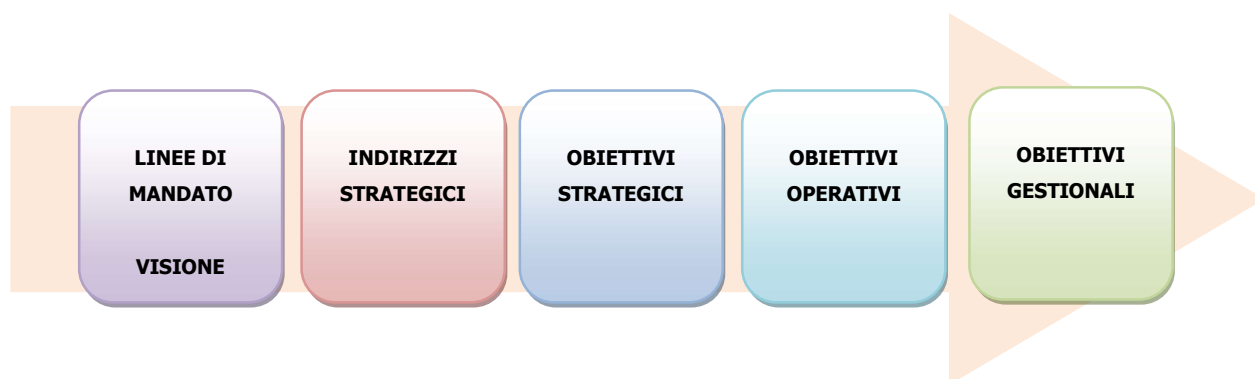 LINEE DI
MANDATO
VISIONE
INDIRIZZI
STRATEGICI
OBIETTIVI
STRATEGICI
OBIETTIVI
OPERATIVI
OBIETTIVI
GESTIONALI